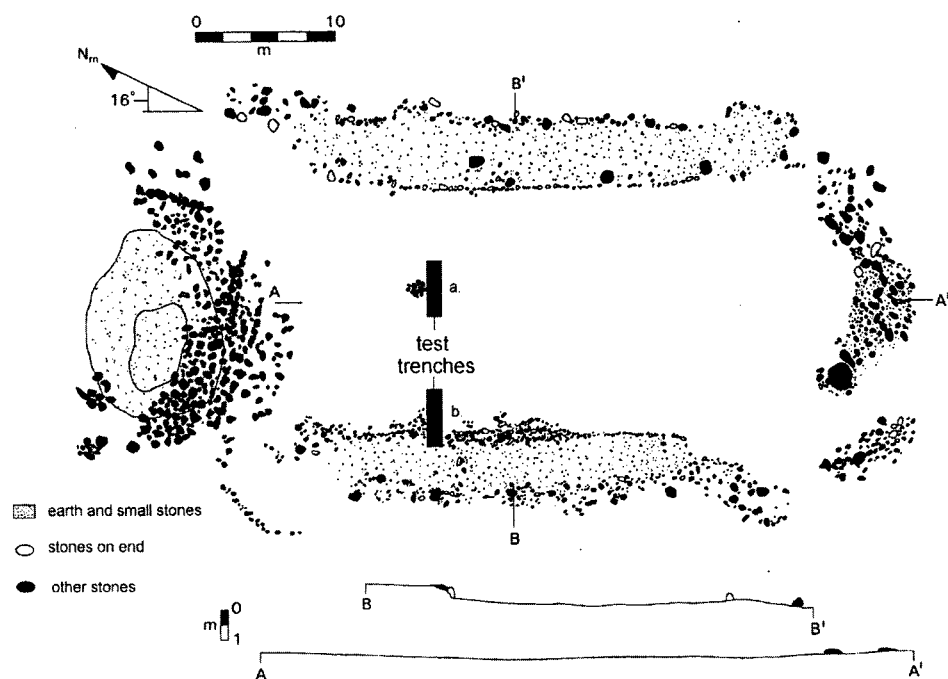 0 10
m
Nm
16°
B'
A
a.
A'
test
trenches
b.
B
earth and small stones
stones on end
other stones
B B'
m 0
1
A A'